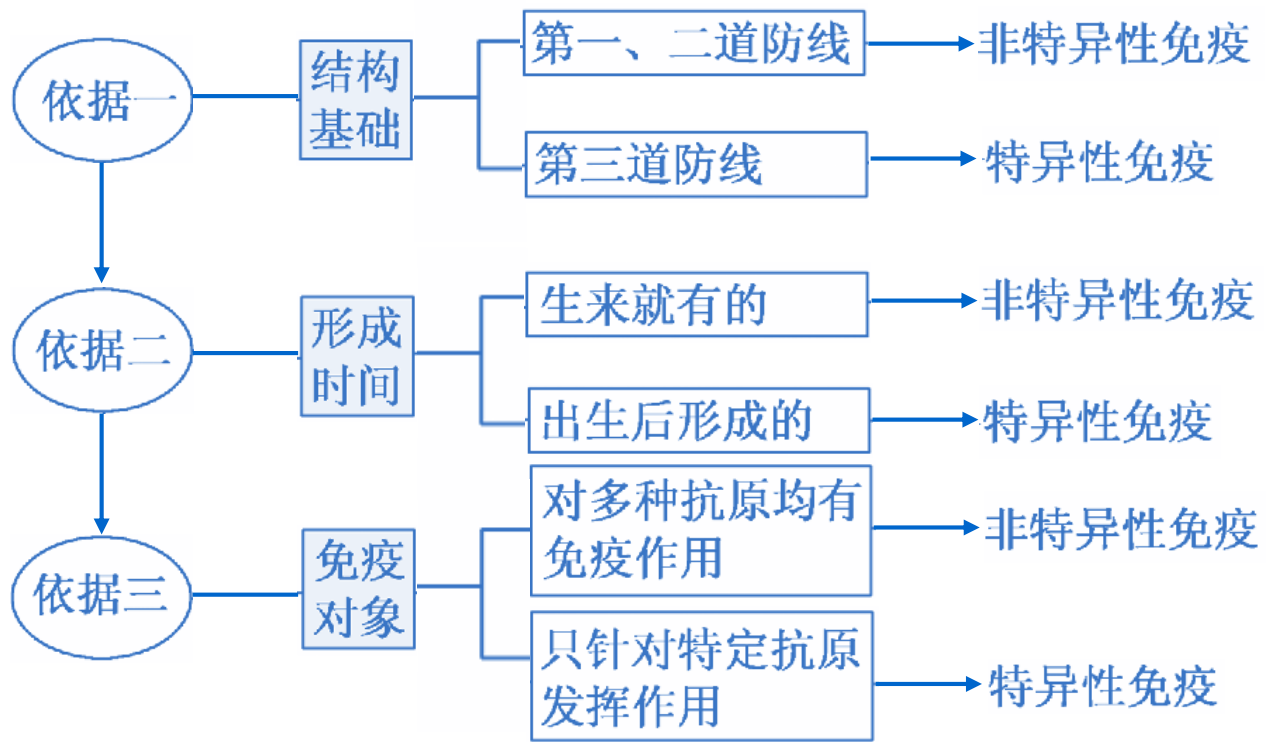 依据一
结构
基础
第一、二道防线
非特异性免疫
第三道防线
特异性免疫
依据二
形成
时间
生来就有的
非特异性免疫
出生后形成的
特异性免疫
依据三
免疫
对象
对多种抗原均有
免疫作用
非特异性免疫
只针对特定抗原
发挥作用
特异性免疫